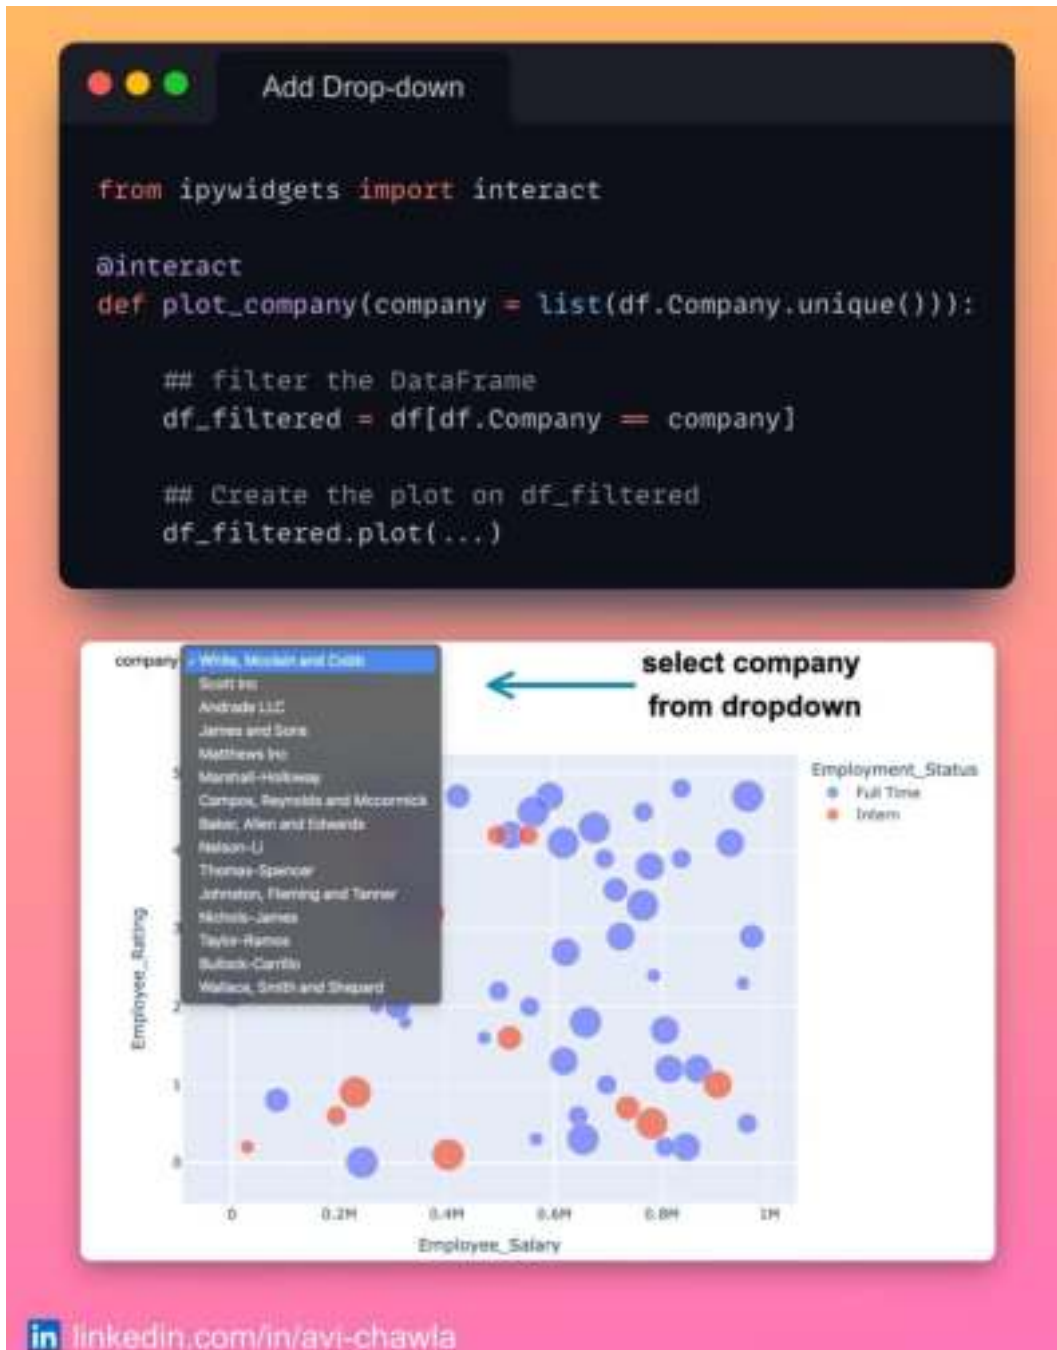 Add Drop-down
from ipywidgets import interact
@interact
def plot_company(company = list(df.Company.unique())):
## filter the DataFrame
df_filtered = df[df.Company == company]
## Create the plot on df_filtered
df_filtered.plot(...)
company
Scott Inc
Andrade LLC
James and Sons
Matthews Inc
Marshall-Holloway
Campos, Reynolds and Mccormick
Baker, Allen and Edwards
Nelson-Li
Thomas-Spencer
Johnston, Fleming and Tanner
Nichols-James
Taylor-Ramos
Bullock-Carrillo
Wallace, Smith and Shepard
select company
from dropdown
Employment_Status
Full Time
Intern
Employee_Rating
5
4
3
2
1
0
0 0.2M 0.4M 0.6M 0.8M 1M
Employee_Salary
in linkedin.com/in/avi-chawla